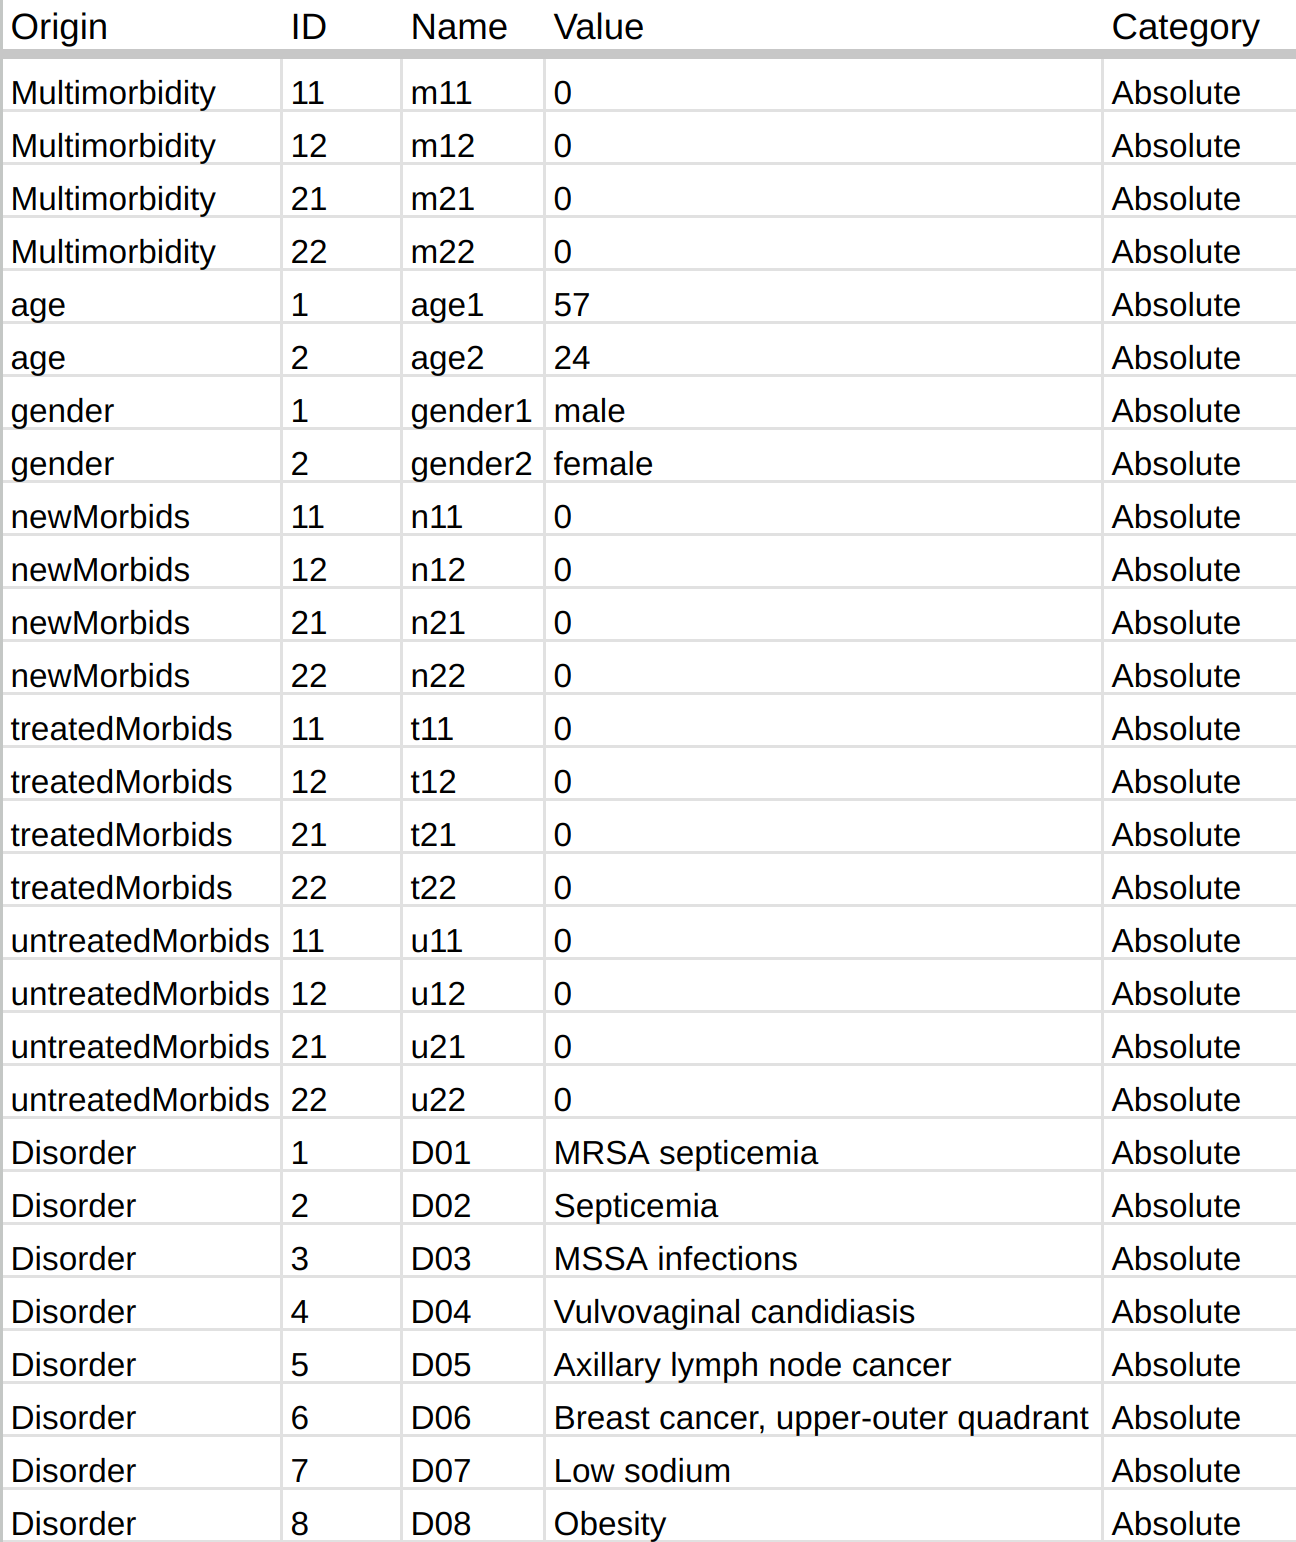 Origin ID Name Value Category
Multimorbidity 11 m11 0 Absolute
Multimorbidity 12 m12 0 Absolute
Multimorbidity 21 m21 0 Absolute
Multimorbidity 22 m22 0 Absolute
age 1 age1 57 Absolute
age 2 age2 24 Absolute
gender 1 gender1 male Absolute
gender 2 gender2 female Absolute
newMorbids 11 n11 0 Absolute
newMorbids 12 n12 0 Absolute
newMorbids 21 n21 0 Absolute
newMorbids 22 n22 0 Absolute
treatedMorbids 11 t11 0 Absolute
treatedMorbids 12 t12 0 Absolute
treatedMorbids 21 t21 0 Absolute
treatedMorbids 22 t22 0 Absolute
untreatedMorbids 11 u11 0 Absolute
untreatedMorbids 12 u12 0 Absolute
untreatedMorbids 21 u21 0 Absolute
untreatedMorbids 22 u22 0 Absolute
Disorder 1 D01 MRSA septicemia Absolute
Disorder 2 D02 Septicemia Absolute
Disorder 3 D03 MSSA infections Absolute
Disorder 4 D04 Vulvovaginal candidiasis Absolute
Disorder 5 D05 Axillary lymph node cancer Absolute
Disorder 6 D06 Breast cancer, upper-outer quadrant Absolute
Disorder 7 D07 Low sodium Absolute
Disorder 8 D08 Obesity Absolute